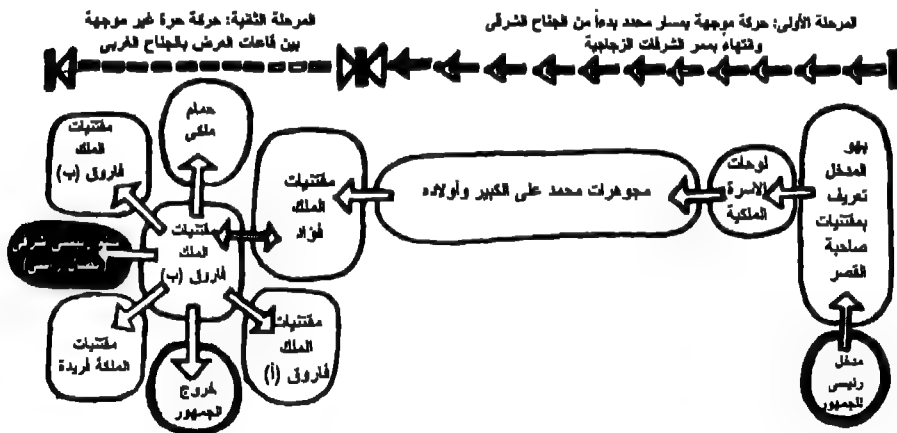 المرحلة الأولى: حركة موجهة بمسار محدد بدءاً من الجناح الشرقى
وانتهاءً بممر الشرفات الزجاجية
المرحلة الثانية: حركة حرة غير موجهة
بين قاعات العرض بالجناح الغربى
بهو
المدخل
تعريف
بمقتنيات
صاحبة
القصر
مدخل
رئيسى
للجمهور
لوحات
الاسرة
الملكية
مجوهرات محمد على الكبير وأولاده
مقتنيات
الملك
فؤاد
حمام
ملكى
مقتنيات
الملك
فاروق (ب)
مقتنيات
الملك
فاروق (ب)
شرفى
مقتنيات
الملك
فاروق (أ)
مقتنيات
الملكة فريدة
خروج
الجمهور